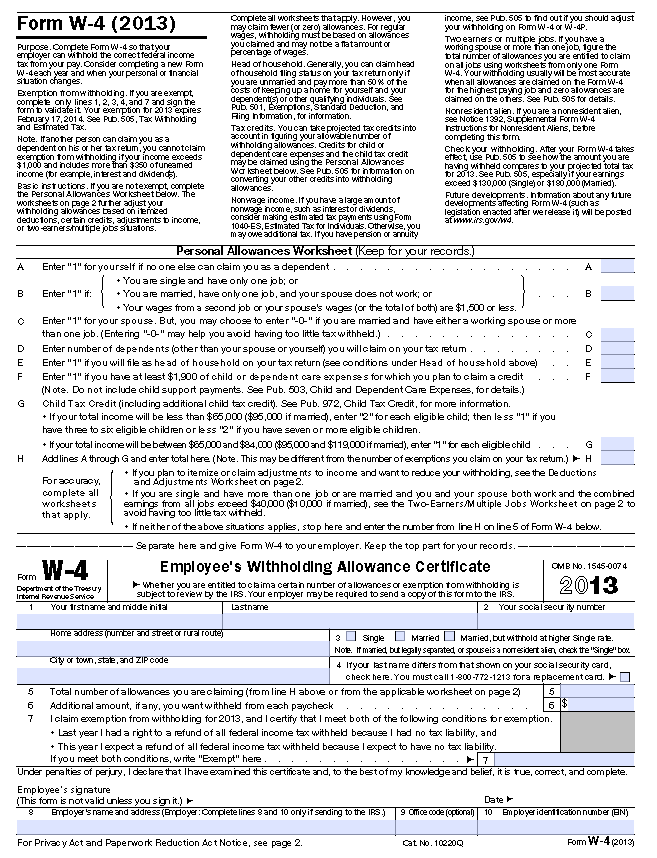 Form W-4 (2013)
Purpose. Complete Form W-4 so that your
employer can withhold the correct federal income
tax from your pay. Consider completing a new Form
W-4 each year and when your personal or financial
situation changes.
Exemption from withholding. If you are exempt,
complete only lines 1, 2, 3, 4, and 7 and sign the
form to validate it. Your exemption for 2013 expires
February 17, 2014. See Pub. 505, Tax Withholding
and Estimated Tax.
Note. If another person can claim you as a
dependent on his or her tax return, you cannot claim
exemption from withholding if your income exceeds
$1,000 and includes more than $350 of unearned
income (for example, interest and dividends).
Basic instructions. If you are not exempt, complete
the Personal Allowances Worksheet below. The
worksheets on page 2 further adjust your
withholding allowances based on itemized
deductions, certain credits, adjustments to income,
or two-earners/multiple jobs situations.
Complete all worksheets that apply. However, you
may claim fewer (or zero) allowances. For regular
wages, withholding must be based on allowances
you claimed and may not be a flat amount or
percentage of wages.
Head of household. Generally, you can claim head
of household filing status on your tax return only if
you are unmarried and pay more than 50% of the
costs of keeping up a home for yourself and your
dependent(s) or other qualifying individuals. See
Pub. 501, Exemptions, Standard Deduction, and
Filing Information, for information.
Tax credits. You can take projected tax credits into
account in figuring your allowable number of
withholding allowances. Credits for child or
dependent care expenses and the child tax credit
may be claimed using the Personal Allowances
Worksheet below. See Pub. 505 for information on
converting your other credits into withholding
allowances.
Nonwage income. If you have a large amount of
nonwage income, such as interest or dividends,
consider making estimated tax payments using Form
1040-ES, Estimated Tax for Individuals. Otherwise, you
may owe additional tax. If you have pension or annuity
income, see Pub. 505 to find out if you should adjust
your withholding on Form W-4 or W-4P.
Two earners or multiple jobs. If you have a
working spouse or more than one job, figure the
total number of allowances you are entitled to claim
on all jobs using worksheets from only one Form
W-4. Your withholding usually will be most accurate
when all allowances are claimed on the Form W-4
for the highest paying job and zero allowances are
claimed on the others. See Pub. 505 for details.
Nonresident alien. If you are a nonresident alien,
see Notice 1392, Supplemental Form W-4
Instructions for Nonresident Aliens, before
completing this form.
Check your withholding. After your Form W-4 takes
effect, use Pub. 505 to see how the amount you are
having withheld compares to your projected total tax
for 2013. See Pub. 505, especially if your earnings
exceed $130,000 (Single) or $180,000 (Married).
Future developments. Information about any future
developments affecting Form W-4 (such as
legislation enacted after we release it) will be posted
at www.irs.gov/w4.
Personal Allowances Worksheet (Keep for your records.)
A Enter "1" for yourself if no one else can claim you as a dependent . . . . . . . . . . . . . . . . A
• You are single and have only one job; or
B Enter "1" if: • You are married, have only one job, and your spouse does not work; or . . . B
• Your wages from a second job or your spouse's wages (or the total of both) are $1,500 or less.
C Enter "1" for your spouse. But, you may choose to enter "-0-" if you are married and have either a working spouse or more
than one job. (Entering "-0-" may help you avoid having too little tax withheld.) . . . . . . . . . . . . C
D Enter number of dependents (other than your spouse or yourself) you will claim on your tax return . . . . . . . D
E Enter "1" if you will file as head of household on your tax return (see conditions under Head of household above) . . E
F Enter "1" if you have at least $1,900 of child or dependent care expenses for which you plan to claim a credit . . . F
(Note. Do not include child support payments. See Pub. 503, Child and Dependent Care Expenses, for details.)
G Child Tax Credit (including additional child tax credit). See Pub. 972, Child Tax Credit, for more information.
• If your total income will be less than $65,000 ($95,000 if married), enter "2" for each eligible child; then less "1" if you
have three to six eligible children or less "2" if you have seven or more eligible children.
• If your total income will be between $65,000 and $84,000 ($95,000 and $119,000 if married), enter "1" for each eligible child . . . G
H Add lines A through G and enter total here. (Note. This may be different from the number of exemptions you claim on your tax return.) ► H
For accuracy,
complete all
worksheets
that apply.
• If you plan to itemize or claim adjustments to income and want to reduce your withholding, see the Deductions
and Adjustments Worksheet on page 2.
• If you are single and have more than one job or are married and you and your spouse both work and the combined
earnings from all jobs exceed $40,000 ($10,000 if married), see the Two-Earners/Multiple Jobs Worksheet on page 2 to
avoid having too little tax withheld.
• If neither of the above situations applies, stop here and enter the number from line H on line 5 of Form W-4 below.
Separate here and give Form W-4 to your employer. Keep the top part for your records.
Form W-4
Department of the Treasury
Internal Revenue Service
Employee's Withholding Allowance Certificate
► Whether you are entitled to claim a certain number of allowances or exemption from withholding is
subject to review by the IRS. Your employer may be required to send a copy of this form to the IRS.
OMB No. 1545-0074
2013
1 Your first name and middle initial Last name 2 Your social security number
Home address (number and street or rural route)
3 Single Married Married, but withhold at higher Single rate.
Note. If married, but legally separated, or spouse is a nonresident alien, check the "Single" box.
City or town, state, and ZIP code
4 If your last name differs from that shown on your social security card,
check here. You must call 1-800-772-1213 for a replacement card. ►
5 Total number of allowances you are claiming (from line H above or from the applicable worksheet on page 2) 5
6 Additional amount, if any, you want withheld from each paycheck . . . . . . . . . . . . . . 6 $
7 I claim exemption from withholding for 2013, and I certify that I meet both of the following conditions for exemption.
• Last year I had a right to a refund of all federal income tax withheld because I had no tax liability, and
• This year I expect a refund of all federal income tax withheld because I expect to have no tax liability.
If you meet both conditions, write "Exempt" here . . . . . . . . . . . . . . . ► 7
Under penalties of perjury, I declare that I have examined this certificate and, to the best of my knowledge and belief, it is true, correct, and complete.
Employee's signature
(This form is not valid unless you sign it.) ► Date ►
8 Employer's name and address (Employer: Complete lines 8 and 10 only if sending to the IRS.) 9 Office code (optional) 10 Employer identification number (EIN)
For Privacy Act and Paperwork Reduction Act Notice, see page 2. Cat. No. 10220Q Form W-4 (2013)